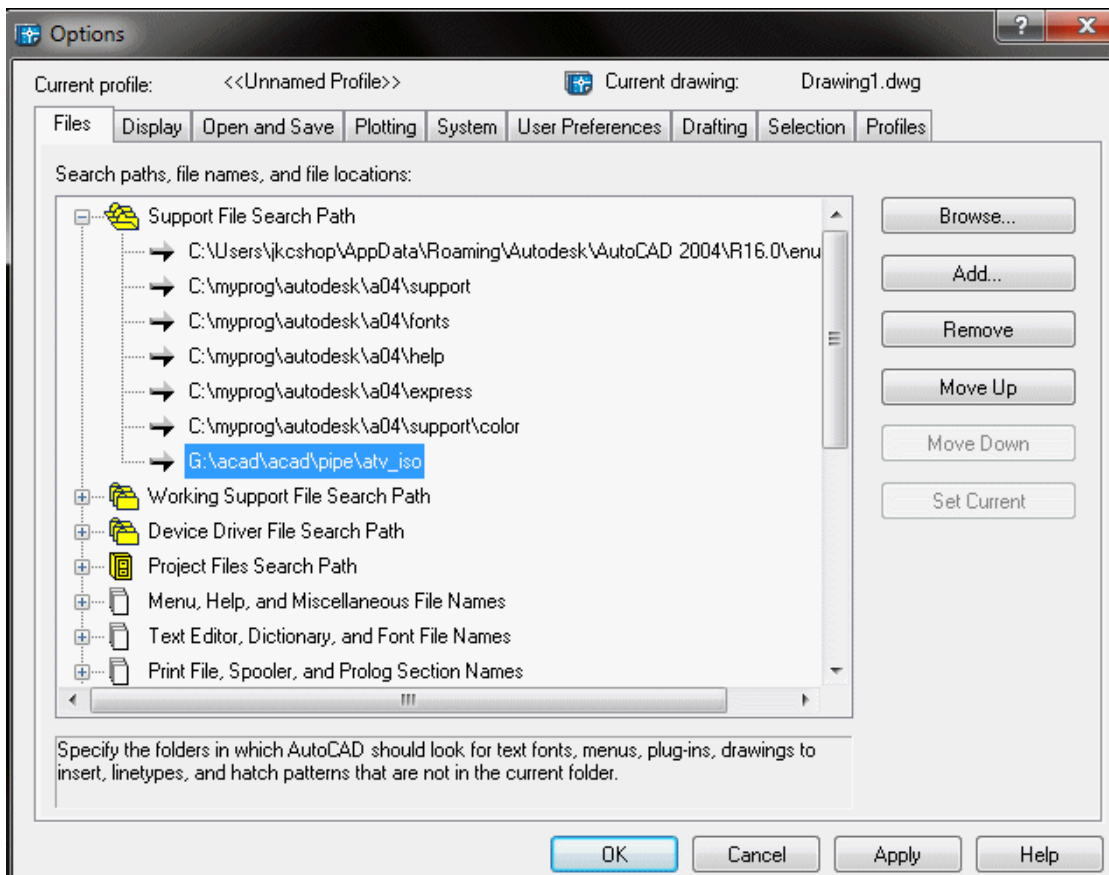 Options
Current profile: <<Unnamed Profile>> Current drawing: Drawing1.dwg
Files Display Open and Save Plotting System User Preferences Drafting Selection Profiles
Search paths, file names, and file locations:
Support File Search Path
C:\Users\jkcshop\AppData\Roaming\Autodesk\AutoCAD 2004\R16.0\enu
C:\myprog\autodesk\a04\support
C:\myprog\autodesk\a04\fonts
C:\myprog\autodesk\a04\help
C:\myprog\autodesk\a04\express
C:\myprog\autodesk\a04\support\color
G:\acad\acad\pipe\atv_iso
Working Support File Search Path
Device Driver File Search Path
Project Files Search Path
Menu, Help, and Miscellaneous File Names
Text Editor, Dictionary, and Font File Names
Print File, Spooler, and Prolog Section Names
Browse...
Add...
Remove
Move Up
Move Down
Set Current
Specify the folders in which AutoCAD should look for text fonts, menus, plug-ins, drawings to
insert, linetypes, and hatch patterns that are not in the current folder.
OK Cancel Apply Help